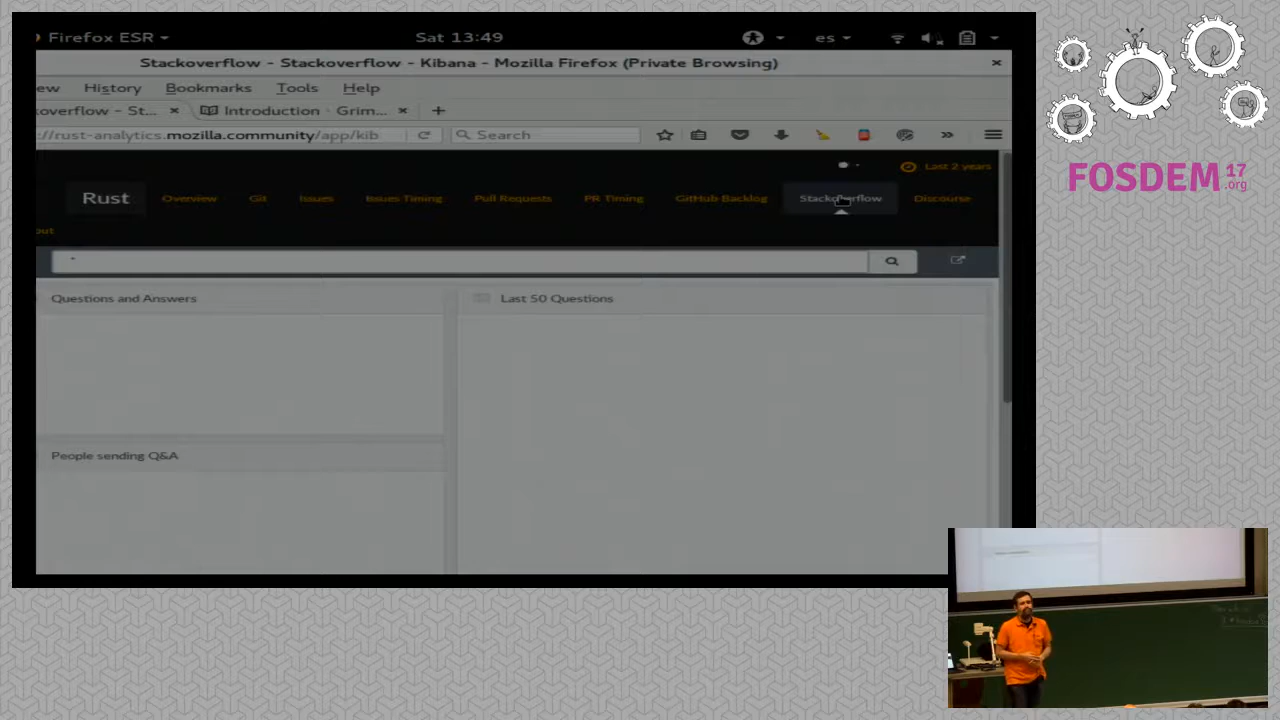 Firefox ESR
Sat 13:49
es
Stackoverflow - Stackoverflow - Kibana - Mozilla Firefox (Private Browsing)
ew History Bookmarks Tools Help
koverflow - St... Introduction · Grim...
://rust-analytics.mozilla.community/app/kib
Search
Last 2 years
Rust Overview Git Issues Issues Timing Pull Requests PR Timing GitHub Backlog Stackoverflow Discourse
out
*
Questions and Answers
Last 50 Questions
People sending Q&A
FOSDEM 17
.org